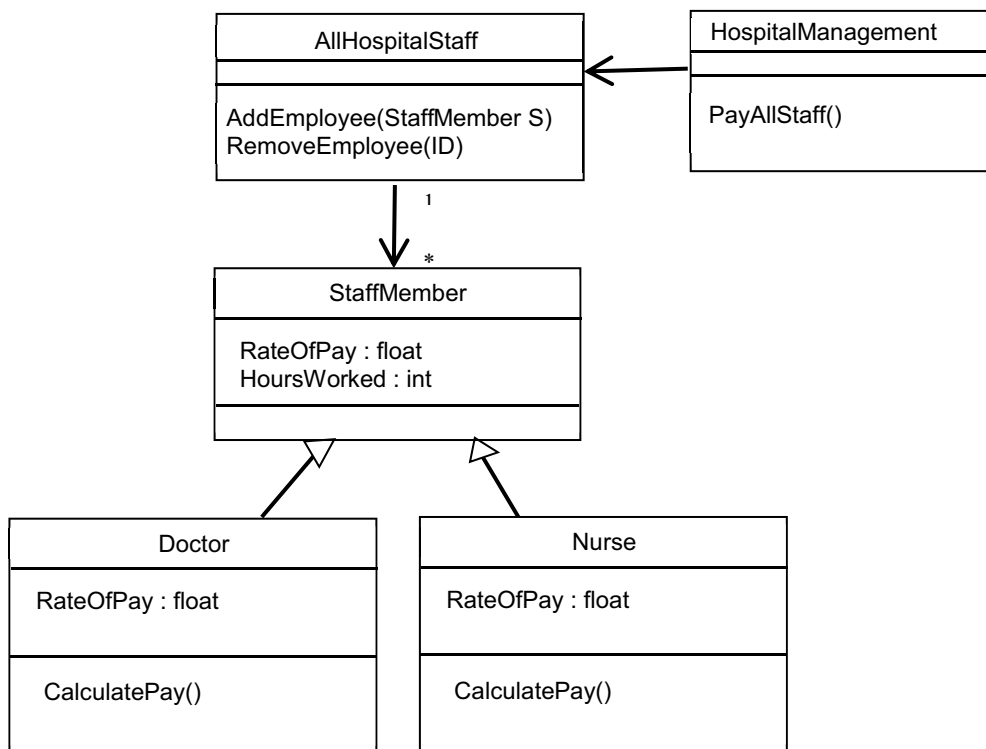 AllHospitalStaff
AddEmployee(StaffMember S)
RemoveEmployee(ID)
HospitalManagement
PayAllStaff()
1
*
StaffMember
RateOfPay : float
HoursWorked : int
Doctor
RateOfPay : float
CalculatePay()
Nurse
RateOfPay : float
CalculatePay()